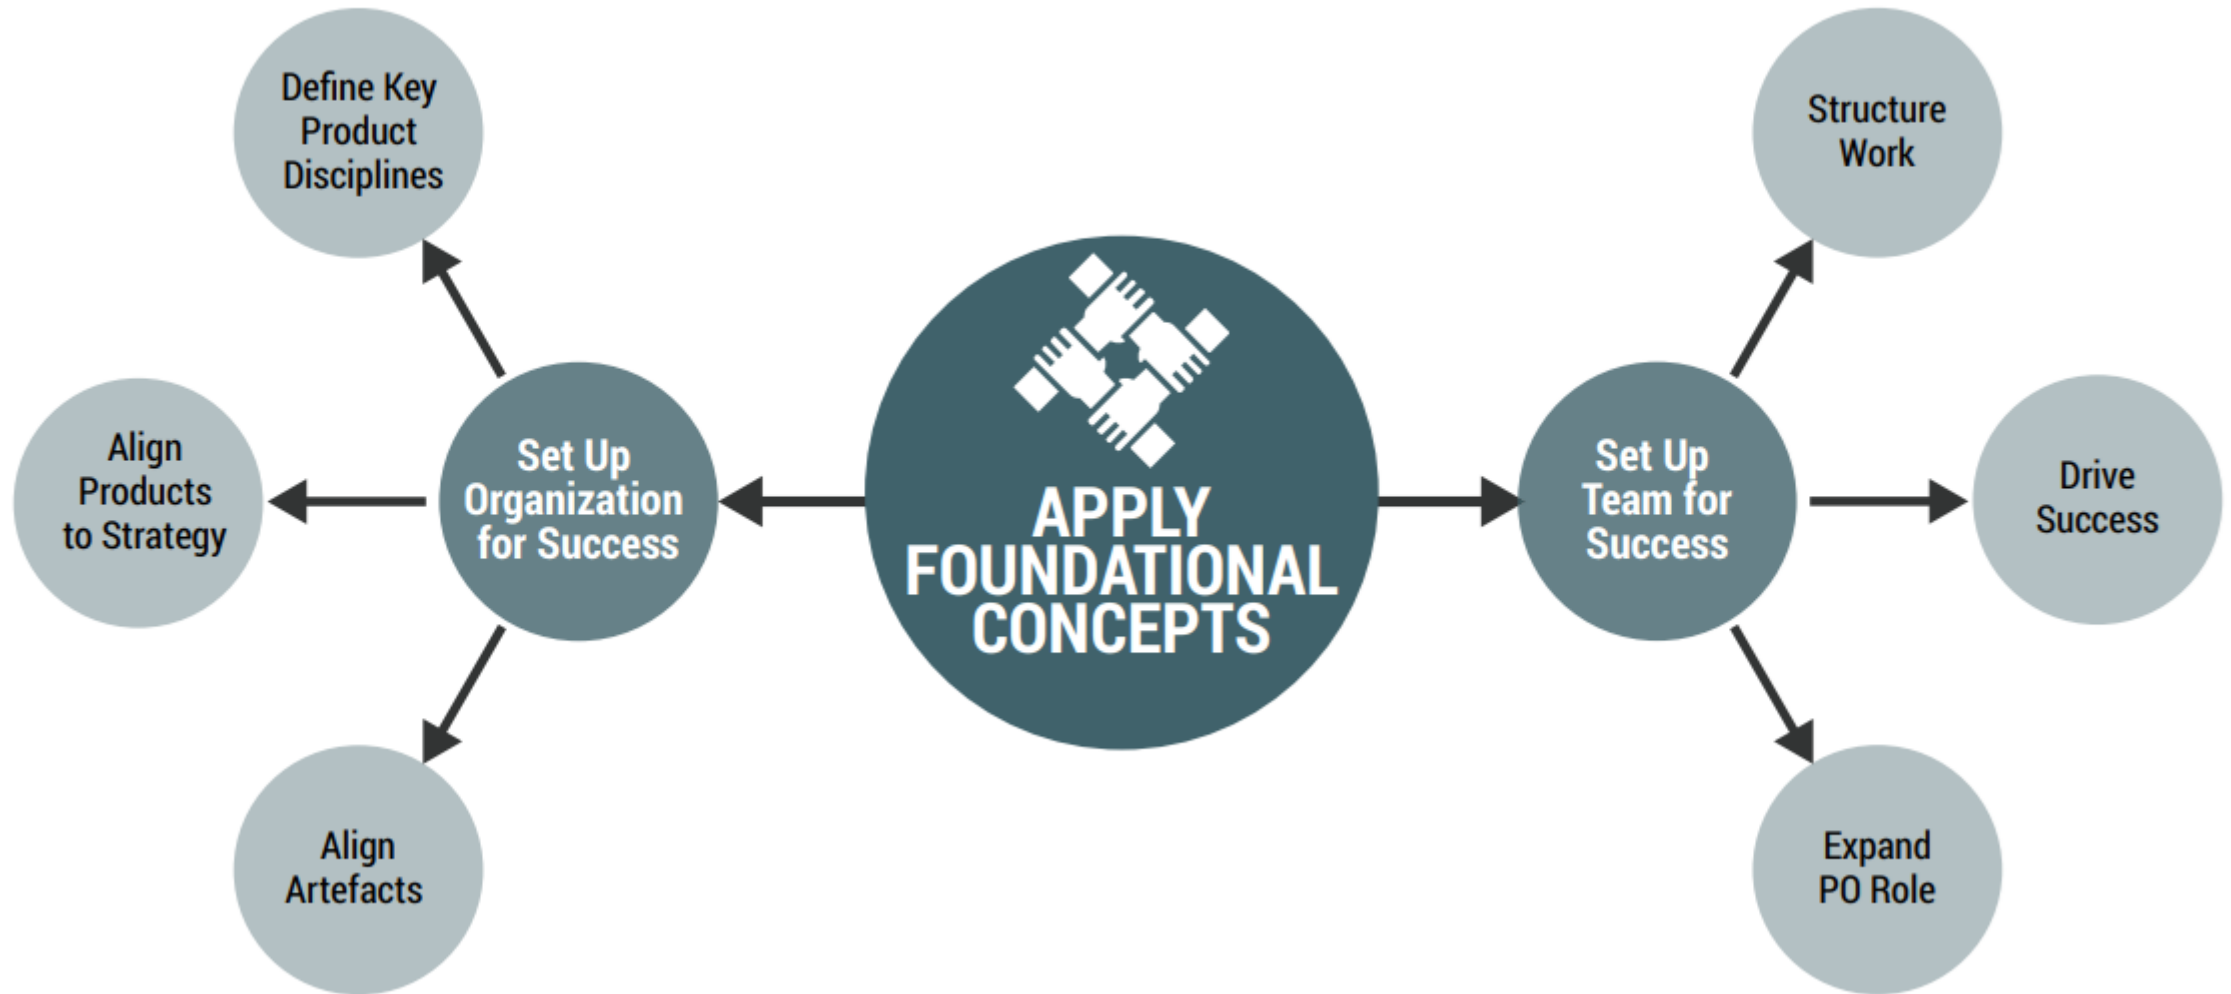 Define Key
Product
Disciplines
Align
Products
to Strategy
Align
Artefacts
Set Up
Organization
for Success
APPLY
FOUNDATIONAL
CONCEPTS
Set Up
Team for
Success
Structure
Work
Drive
Success
Expand
PO Role